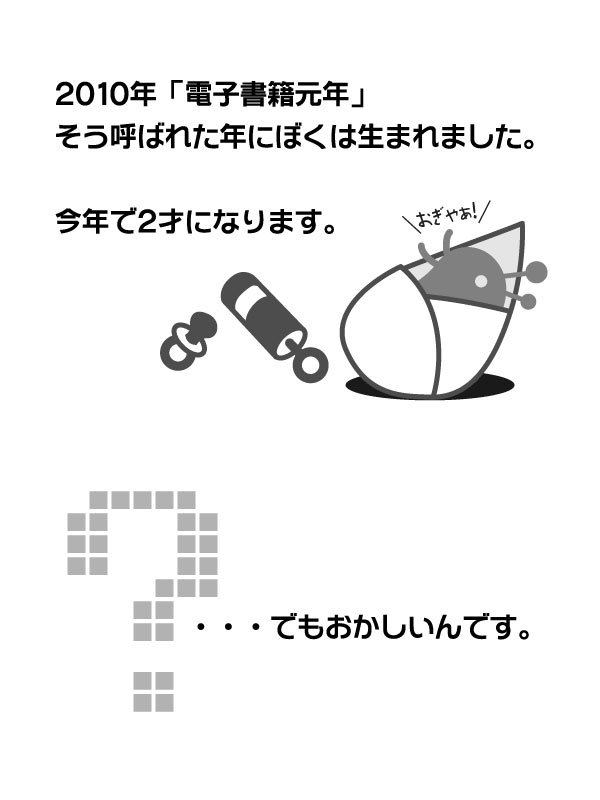 2010年「電子書籍元年」
そう呼ばれた年にぼくは生まれました。
今年で2才になります。
おぎゃあ!
?
・・・でもおかしいんです。